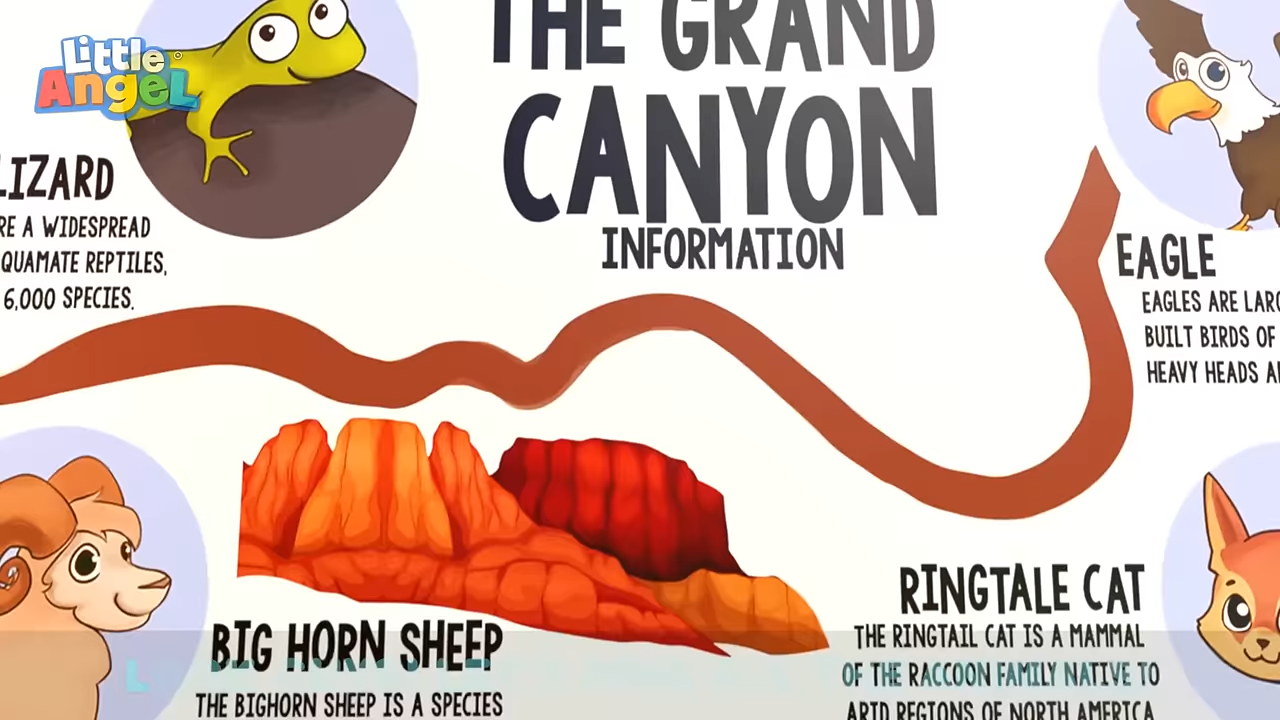 Little
Angel
THE GRAND
CANYON
INFORMATION
LIZARD
RE A WIDESPREAD
QUAMATE REPTILES,
6,000 SPECIES.
EAGLE
EAGLES ARE LARG
BUILT BIRDS OF
HEAVY HEADS A
BIG HORN SHEEP
THE BIGHORN SHEEP IS A SPECIES
RINGTALE CAT
THE RINGTAIL CAT IS A MAMMAL
OF THE RACCOON FAMILY NATIVE TO
ARID REGIONS OF NORTH AMERICA